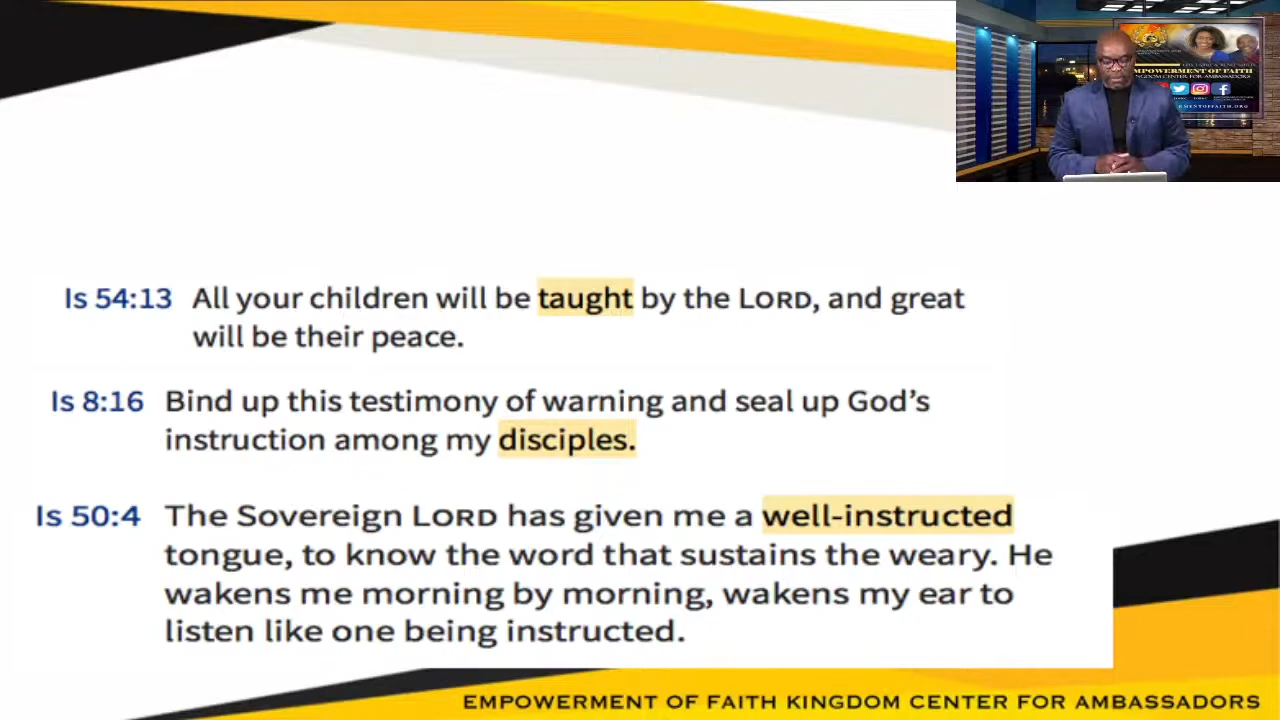 EMPOWERMENT OF FAITH
KINGDOM CENTER FOR AMBASSADORS
Is 54:13 All your children will be taught by the LORD, and great
will be their peace.
Is 8:16 Bind up this testimony of warning and seal up God’s
instruction among my disciples.
Is 50:4 The Sovereign LORD has given me a well-instructed
tongue, to know the word that sustains the weary. He
wakens me morning by morning, wakens my ear to
listen like one being instructed.
EMPOWERMENT OF FAITH KINGDOM CENTER FOR AMBASSADORS